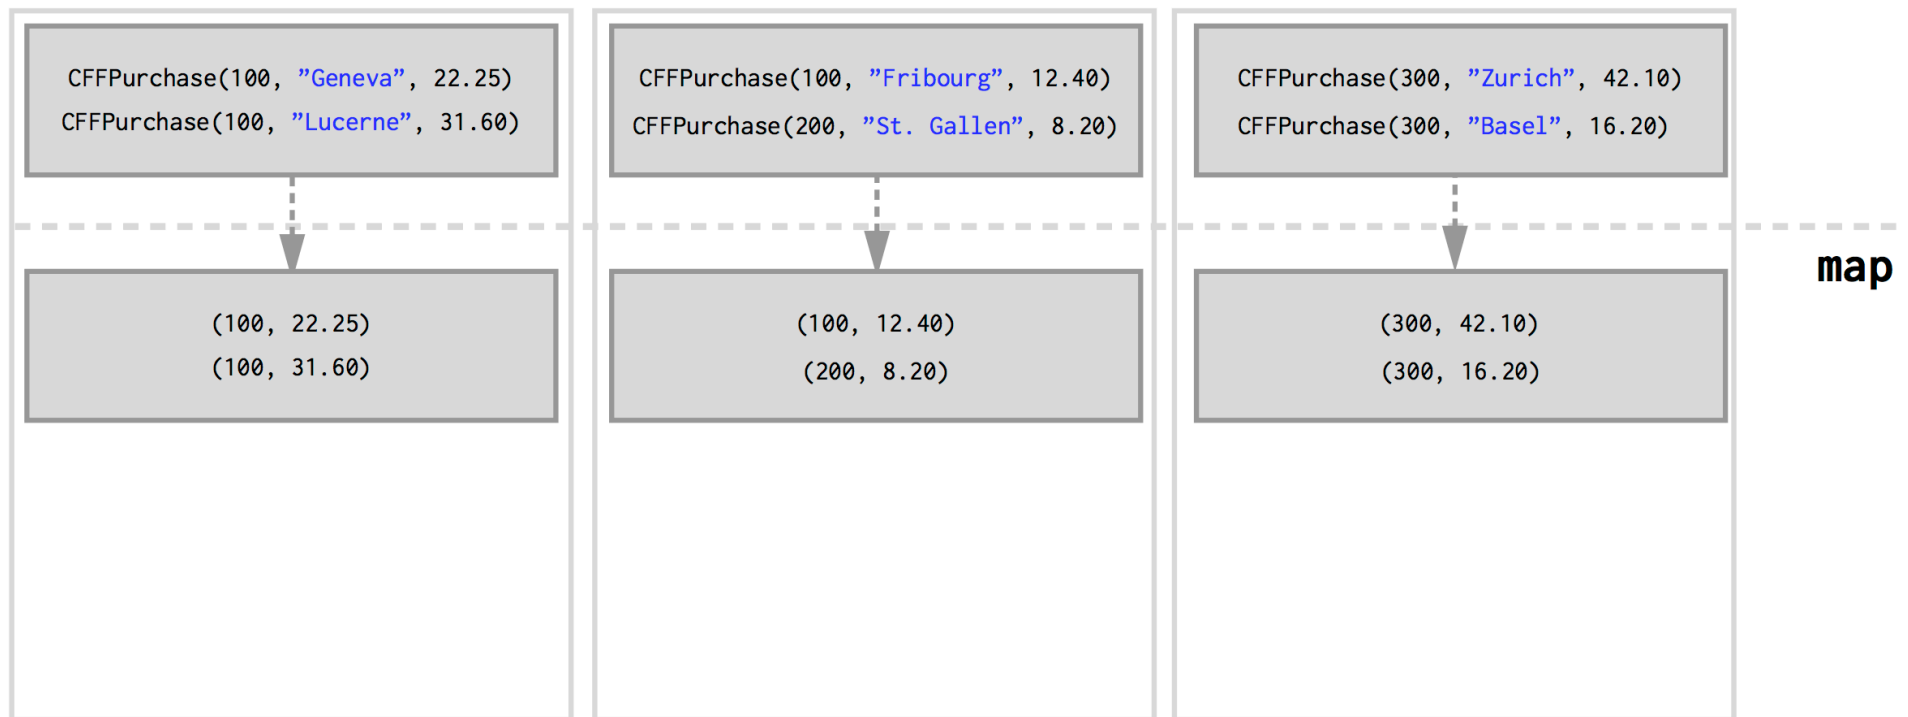 CFFPurchase(100, ”Geneva”, 22.25)
CFFPurchase(100, ”Lucerne”, 31.60)
CFFPurchase(100, ”Fribourg”, 12.40)
CFFPurchase(200, ”St. Gallen”, 8.20)
CFFPurchase(300, ”Zurich”, 42.10)
CFFPurchase(300, ”Basel”, 16.20)
map
(100, 22.25)
(100, 31.60)
(100, 12.40)
(200, 8.20)
(300, 42.10)
(300, 16.20)